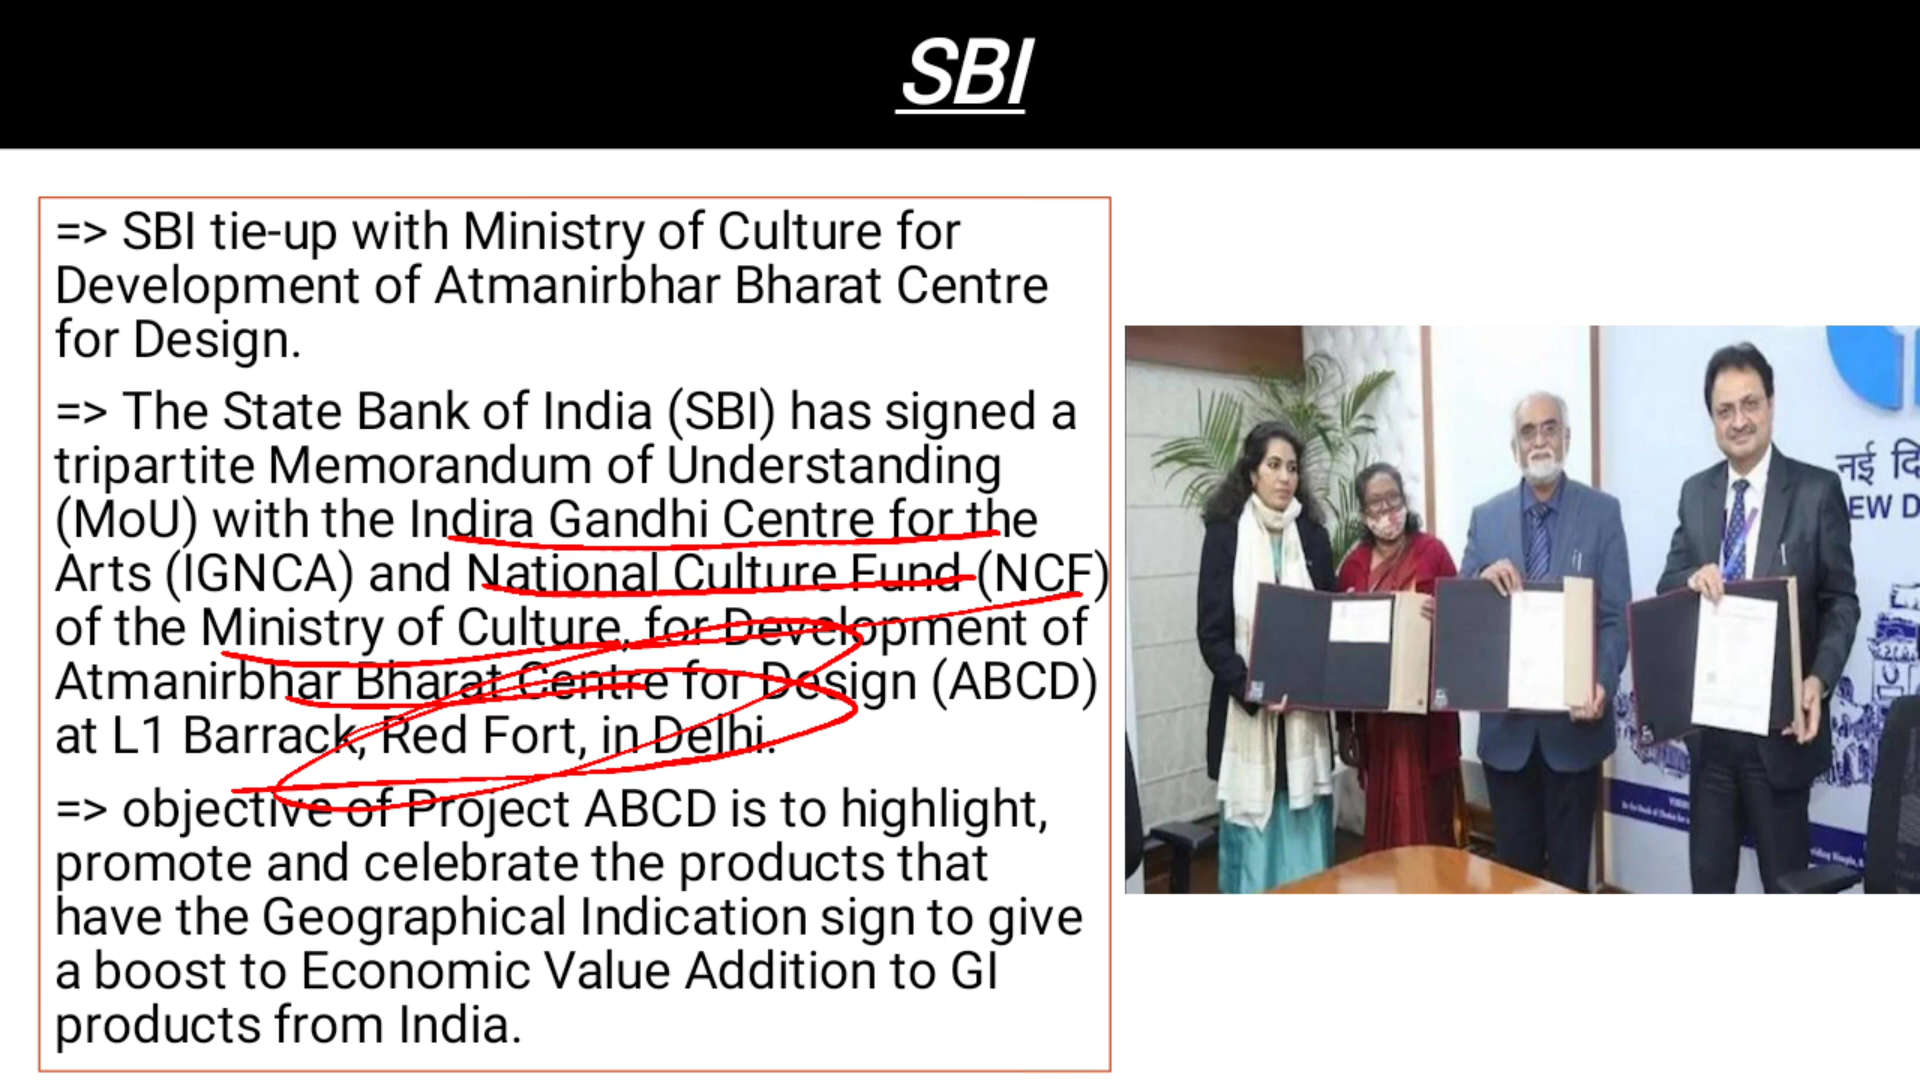 SBI
=> SBI tie-up with Ministry of Culture for
Development of Atmanirbhar Bharat Centre
for Design.
=> The State Bank of India (SBI) has signed a
tripartite Memorandum of Understanding
(MoU) with the Indira Gandhi Centre for the
Arts (IGNCA) and National Culture Fund (NCF)
of the Ministry of Culture, for Development of
Atmanirbhar Bharat Centre for Design (ABCD)
at L1 Barrack, Red Fort, in Delhi.
=> objective of Project ABCD is to highlight,
promote and celebrate the products that
have the Geographical Indication sign to give
a boost to Economic Value Addition to GI
products from India.
नई दि
EW D